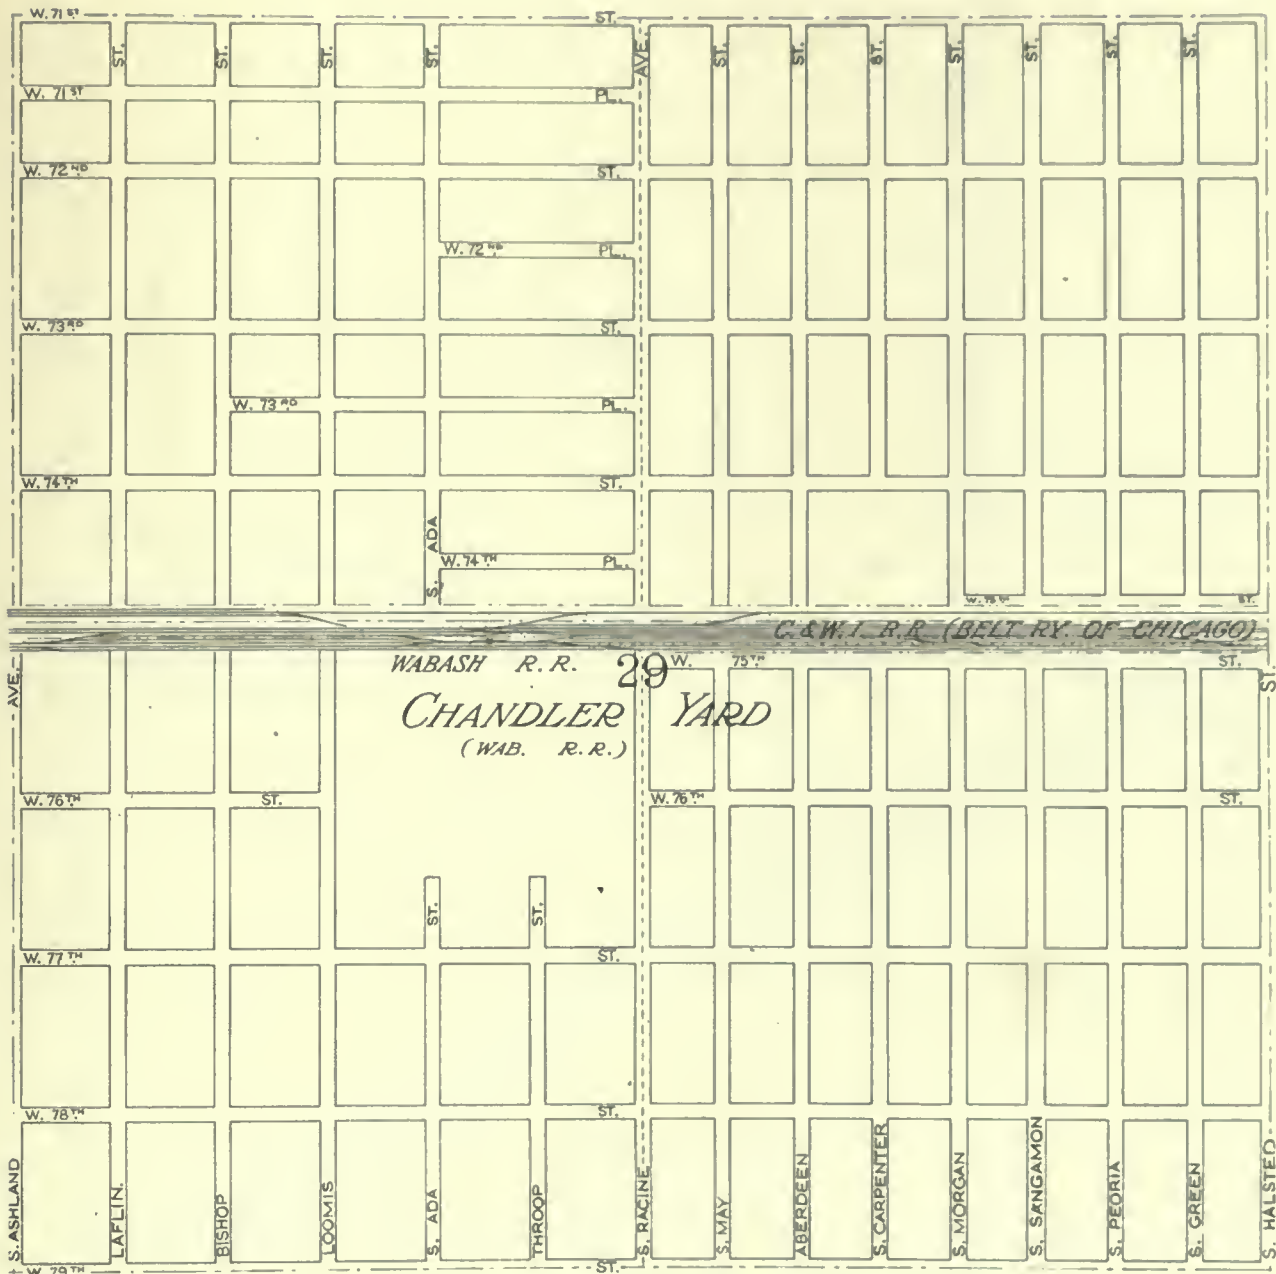 W. 71ST ST.
ST. ST. ST. ST. AVE. ST. ST. ST. ST. ST. ST. ST.
W. 71ST PL.
W. 72ND ST.
W. 72ND PL.
W. 73RD ST.
W. 73RD PL.
W. 74TH ST.
S. ADA
W. 74TH PL.
W. 75TH ST.
C. & W. I. R.R. (BELT RY. OF CHICAGO)
WABASH R.R. 29 W. 75TH ST.
AVE. ST.
CHANDLER YARD
(WAB. R.R.)
W. 76TH ST. W. 76TH ST.
ST. ST.
W. 77TH ST.
W. 78TH ST.
S. ASHLAND
LAFLIN.
BISHOP
LOOMIS
S. ADA
THROOP
S. RACINE
S. MAY
ABERDEEN
S. CARPENTER
S. MORGAN
S. SANGAMON
S. PEORIA
S. GREEN
S. HALSTED
W. 79TH ST.